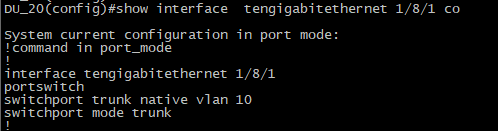 DU_20(config)#show interface  tengigabitethernet 1/8/1 co
System current configuration in port mode:
!command in port_mode
!
interface tengigabitethernet 1/8/1
portswitch
switchport trunk native vlan 10
switchport mode trunk
!